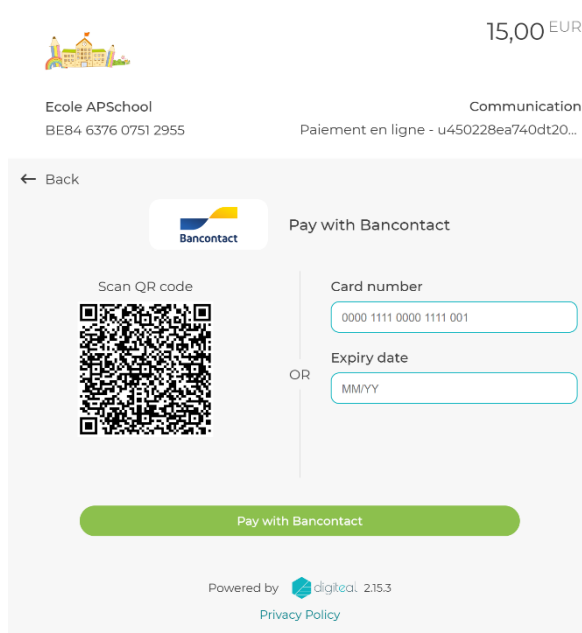 15,00 EUR
Ecole APSchool
BE84 6376 0751 2955
Communication
Paiement en ligne - u450228ea740dt20...
← Back
Bancontact
Pay with Bancontact
Scan QR code
OR
Card number
0000 1111 0000 1111 001
Expiry date
MM/YY
Pay with Bancontact
Powered by digiteal 2.15.3
Privacy Policy